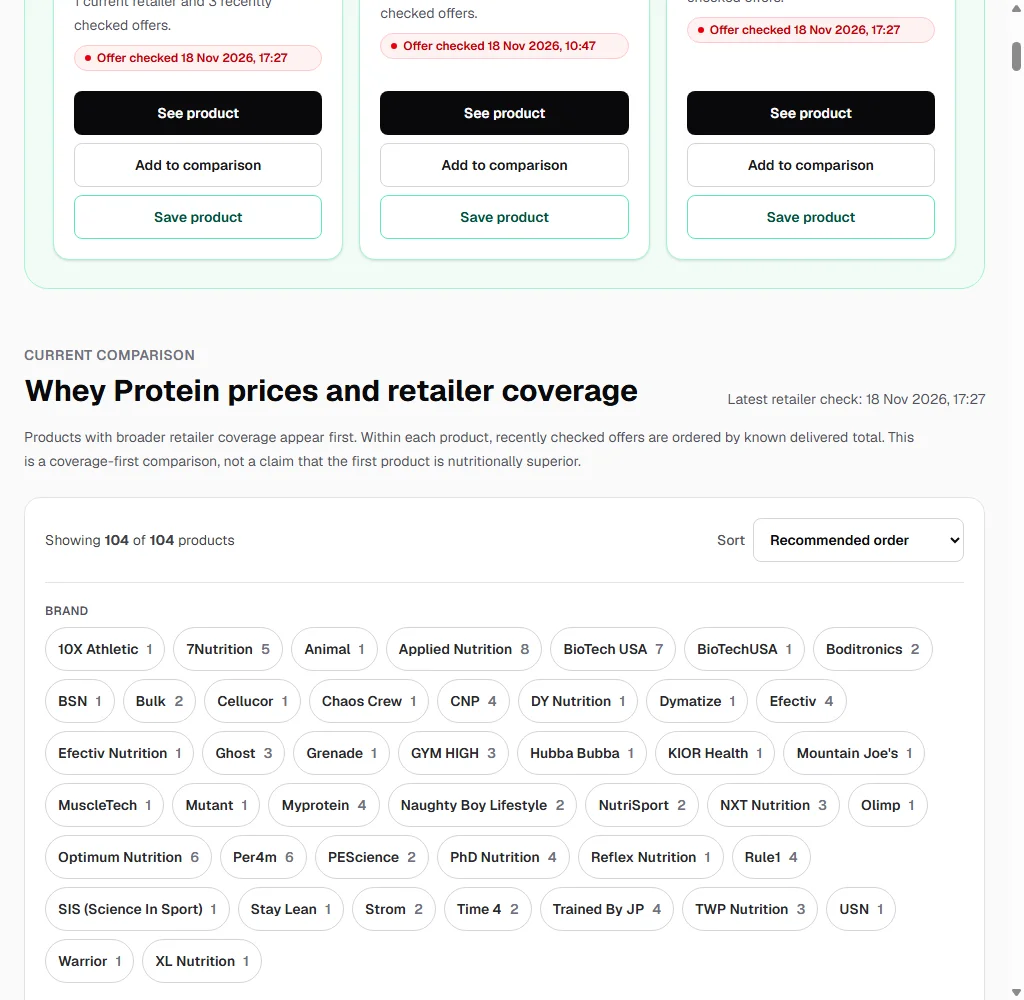 1 current retailer and 3 recently
checked offers.
Offer checked 18 Nov 2026, 17:27
See product
Add to comparison
Save product
checked offers.
Offer checked 18 Nov 2026, 10:47
See product
Add to comparison
Save product
checked offers.
Offer checked 18 Nov 2026, 17:27
See product
Add to comparison
Save product
CURRENT COMPARISON
Whey Protein prices and retailer coverage
Latest retailer check: 18 Nov 2026, 17:27
Products with broader retailer coverage appear first. Within each product, recently checked offers are ordered by known delivered total. This
is a coverage-first comparison, not a claim that the first product is nutritionally superior.
Showing 104 of 104 products
Sort Recommended order
BRAND
10X Athletic 1 7Nutrition 5 Animal 1 Applied Nutrition 8 BioTech USA 7 BioTechUSA 1 Boditronics 2
BSN 1 Bulk 2 Cellucor 1 Chaos Crew 1 CNP 4 DY Nutrition 1 Dymatize 1 Efectiv 4
Efectiv Nutrition 1 Ghost 3 Grenade 1 GYM HIGH 3 Hubba Bubba 1 KIOR Health 1 Mountain Joe's 1
MuscleTech 1 Mutant 1 Myprotein 4 Naughty Boy Lifestyle 2 NutriSport 2 NXT Nutrition 3 Olimp 1
Optimum Nutrition 6 Per4m 6 PEScience 2 PhD Nutrition 4 Reflex Nutrition 1 Rule1 4
SIS (Science In Sport) 1 Stay Lean 1 Strom 2 Time 4 2 Trained By JP 4 TWP Nutrition 3 USN 1
Warrior 1 XL Nutrition 1